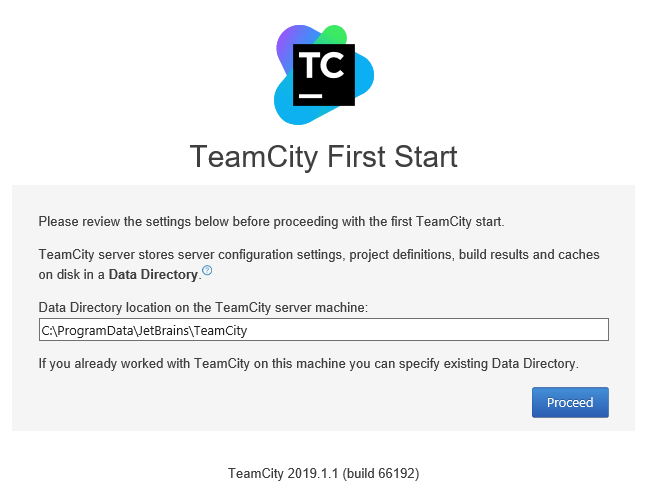 TC
TeamCity First Start
Please review the settings below before proceeding with the first TeamCity start.
TeamCity server stores server configuration settings, project definitions, build results and caches
on disk in a Data Directory.?
Data Directory location on the TeamCity server machine:
C:\ProgramData\JetBrains\TeamCity
If you already worked with TeamCity on this machine you can specify existing Data Directory.
Proceed
TeamCity 2019.1.1 (build 66192)